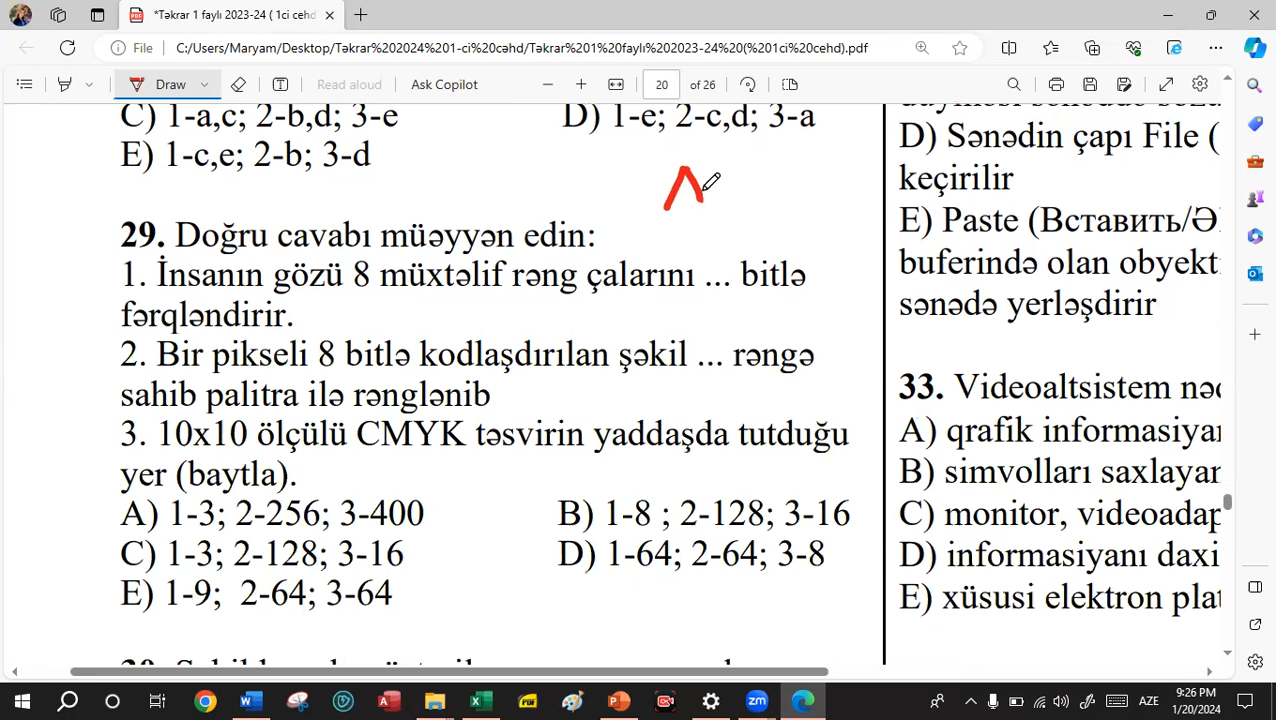 *Təkrar 1 faylı 2023-24 ( 1ci cehd
File
C:/Users/Maryam/Desktop/Təkrar%202024%201-ci%20cəhd/Təkrar%201%20faylı%202023-24%20(%201ci%20cehd).pdf
Draw
Read aloud
Ask Copilot
20 of 26
C) 1-a,c; 2-b,d; 3-e D) 1-e; 2-c,d; 3-a
E) 1-c,e; 2-b; 3-d
29. Doğru cavabı müəyyən edin:
1. İnsanın gözü 8 müxtəlif rəng çalarını ... bitlə
fərqləndirir.
2. Bir pikseli 8 bitlə kodlaşdırılan şəkil ... rəngə
sahib palitra ilə rənglənib
3. 10x10 ölçülü CMYK təsvirin yaddaşda tutduğu
yer (baytla).
A) 1-3; 2-256; 3-400 B) 1-8 ; 2-128; 3-16
C) 1-3; 2-128; 3-16 D) 1-64; 2-64; 3-8
E) 1-9; 2-64; 3-64
D) Sənədin çapı File (
keçirilir
E) Paste (Вставить/Ə
buferində olan obyekt
sənədə yerləşdirir
33. Videoaltsistem nə
A) qrafik informasiya
B) simvolları saxlayan
C) monitor, videoadap
D) informasiyanı daxi
E) xüsusi elektron plat
AZE
9:26 PM
1/20/2024